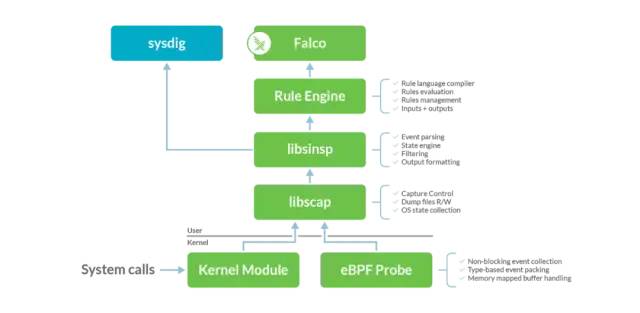 sysdig
Falco
Rule Engine
Rule language compiler
Rules evaluation
Rules management
Inputs + outputs
libsinsp
Event parsing
State engine
Filtering
Output formatting
libscap
Capture Control
Dump files R/W
OS state collection
User
Kernel
System calls
Kernel Module
eBPF Probe
Non-blocking event collection
Type-based event packing
Memory mapped buffer handling